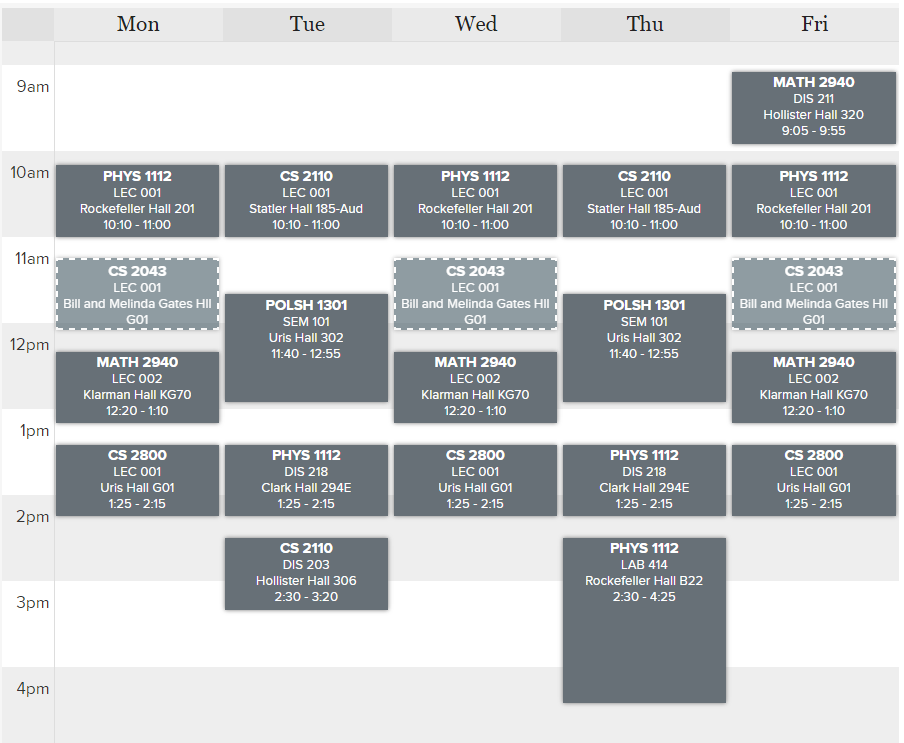 Mon
Tue
Wed
Thu
Fri
9am
MATH 2940
DIS 211
Hollister Hall 320
9:05 - 9:55
10am
PHYS 1112
LEC 001
Rockefeller Hall 201
10:10 - 11:00
CS 2110
LEC 001
Statler Hall 185-Aud
10:10 - 11:00
PHYS 1112
LEC 001
Rockefeller Hall 201
10:10 - 11:00
CS 2110
LEC 001
Statler Hall 185-Aud
10:10 - 11:00
PHYS 1112
LEC 001
Rockefeller Hall 201
10:10 - 11:00
11am
CS 2043
LEC 001
Bill and Melinda Gates Hll
G01
POLSH 1301
SEM 101
Uris Hall 302
11:40 - 12:55
CS 2043
LEC 001
Bill and Melinda Gates Hll
G01
POLSH 1301
SEM 101
Uris Hall 302
11:40 - 12:55
CS 2043
LEC 001
Bill and Melinda Gates Hll
G01
12pm
MATH 2940
LEC 002
Klarman Hall KG70
12:20 - 1:10
MATH 2940
LEC 002
Klarman Hall KG70
12:20 - 1:10
MATH 2940
LEC 002
Klarman Hall KG70
12:20 - 1:10
1pm
CS 2800
LEC 001
Uris Hall G01
1:25 - 2:15
PHYS 1112
DIS 218
Clark Hall 294E
1:25 - 2:15
CS 2800
LEC 001
Uris Hall G01
1:25 - 2:15
PHYS 1112
DIS 218
Clark Hall 294E
1:25 - 2:15
CS 2800
LEC 001
Uris Hall G01
1:25 - 2:15
2pm
CS 2110
DIS 203
Hollister Hall 306
2:30 - 3:20
PHYS 1112
LAB 414
Rockefeller Hall B22
2:30 - 4:25
3pm
4pm